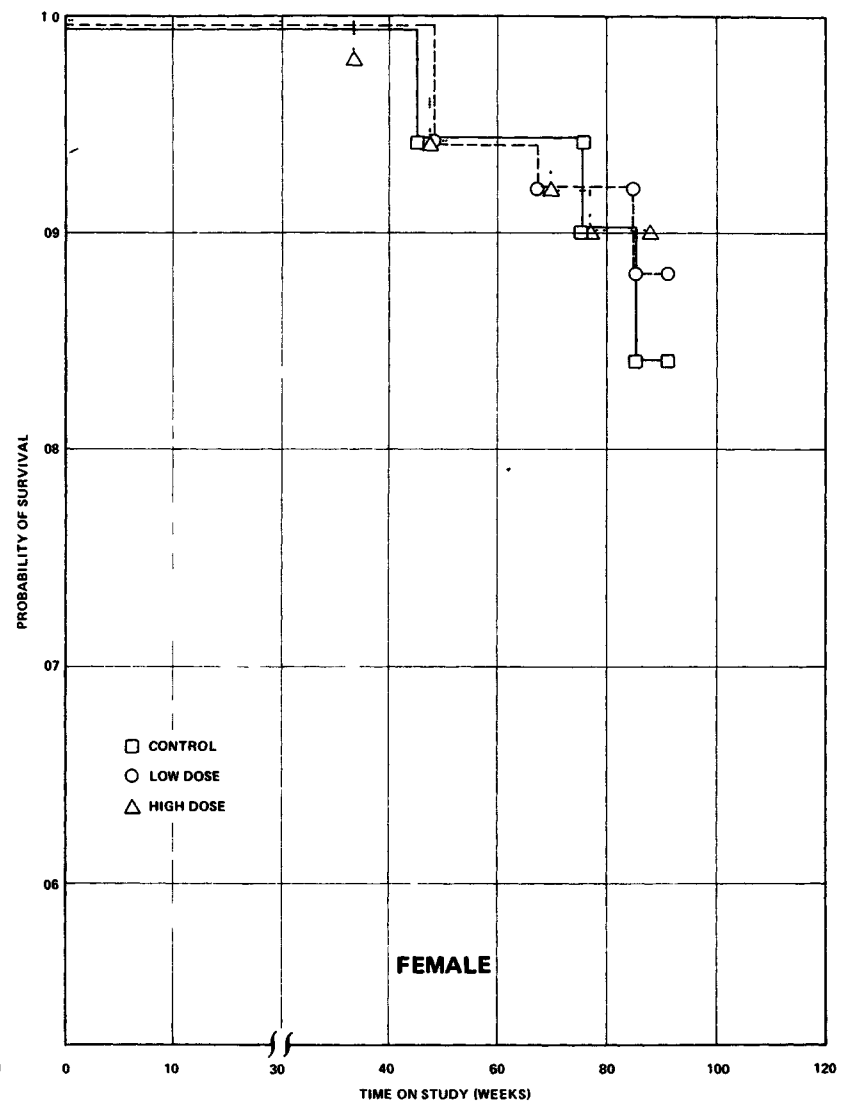 1 0
09
08
07
06
PROBABILITY OF SURVIVAL
CONTROL
LOW DOSE
HIGH DOSE
FEMALE
0 10 30 40 60 80 100 120
TIME ON STUDY (WEEKS)